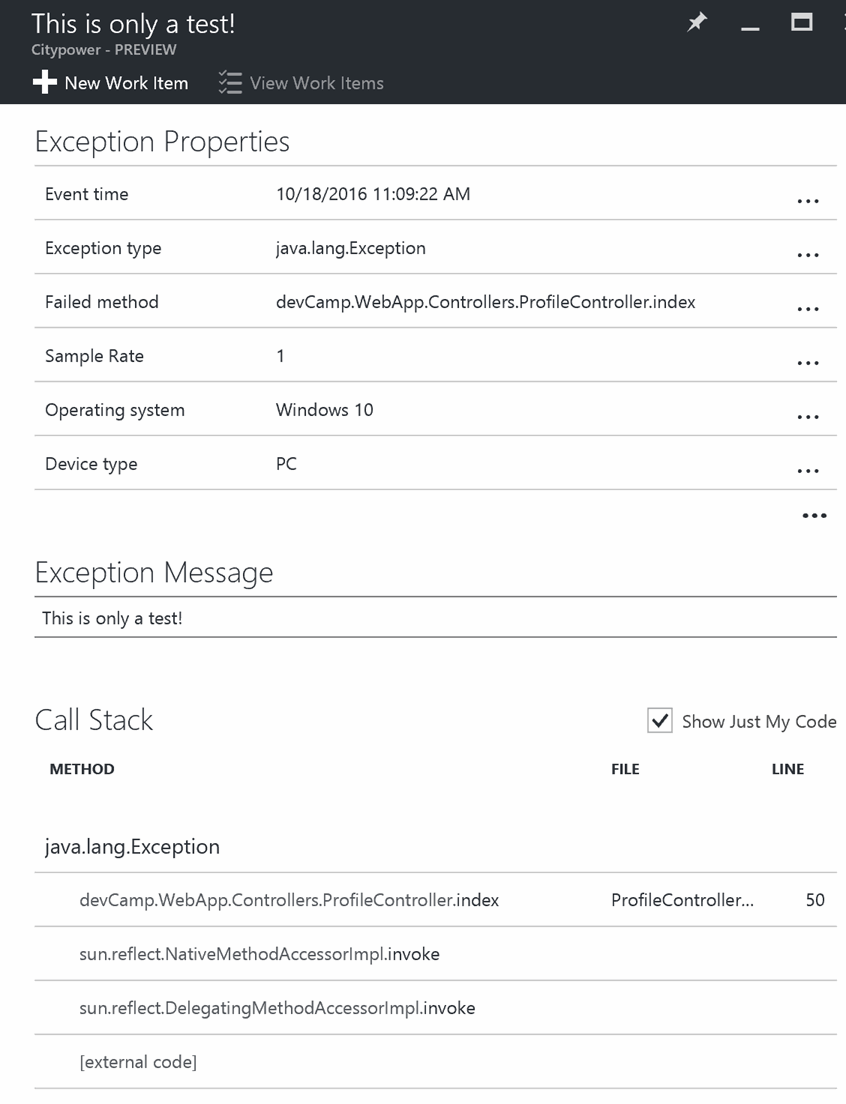 This is only a test!
Citypower - PREVIEW
New Work Item View Work Items
Exception Properties
Event time 10/18/2016 11:09:22 AM ...
Exception type java.lang.Exception ...
Failed method devCamp.WebApp.Controllers.ProfileController.index ...
Sample Rate 1 ...
Operating system Windows 10 ...
Device type PC ...
...
Exception Message
This is only a test!
Call Stack Show Just My Code
METHOD FILE LINE
java.lang.Exception
devCamp.WebApp.Controllers.ProfileController.index ProfileController... 50
sun.reflect.NativeMethodAccessorImpl.invoke
sun.reflect.DelegatingMethodAccessorImpl.invoke
[external code]